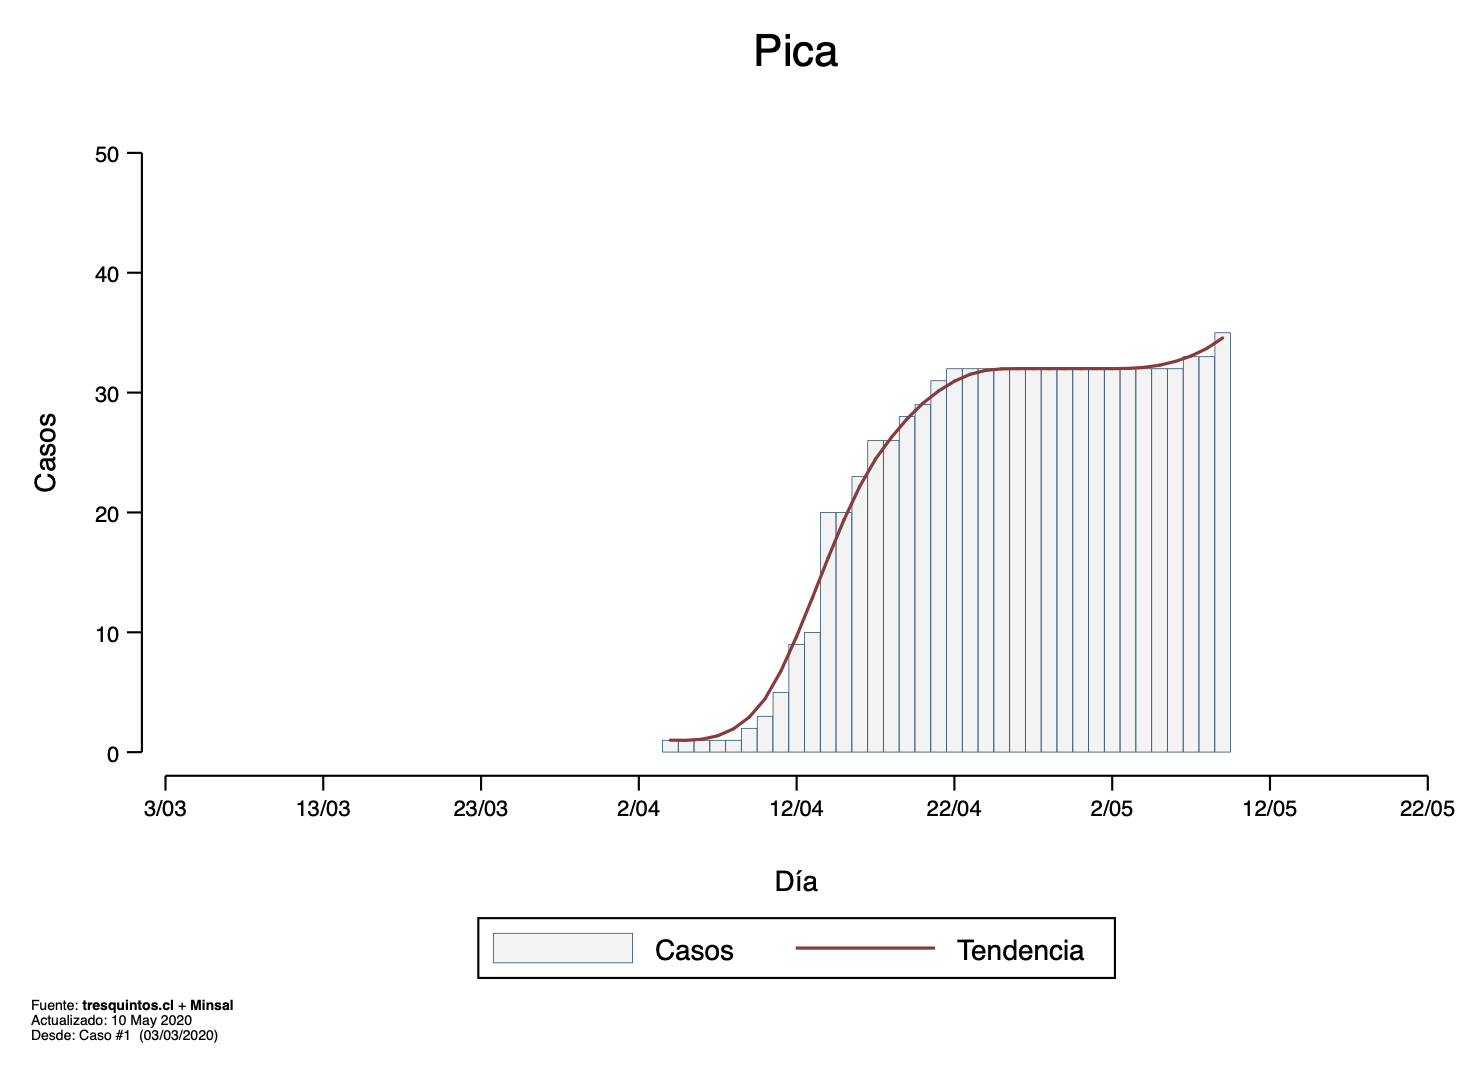 Pica
50
40
30
20
10
0
Casos
3/03 13/03 23/03 2/04 12/04 22/04 2/05 12/05 22/05
Día
Casos Tendencia
Fuente: tresquintos.cl + Minsal
Actualizado: 10 May 2020
Desde: Caso #1 (03/03/2020)